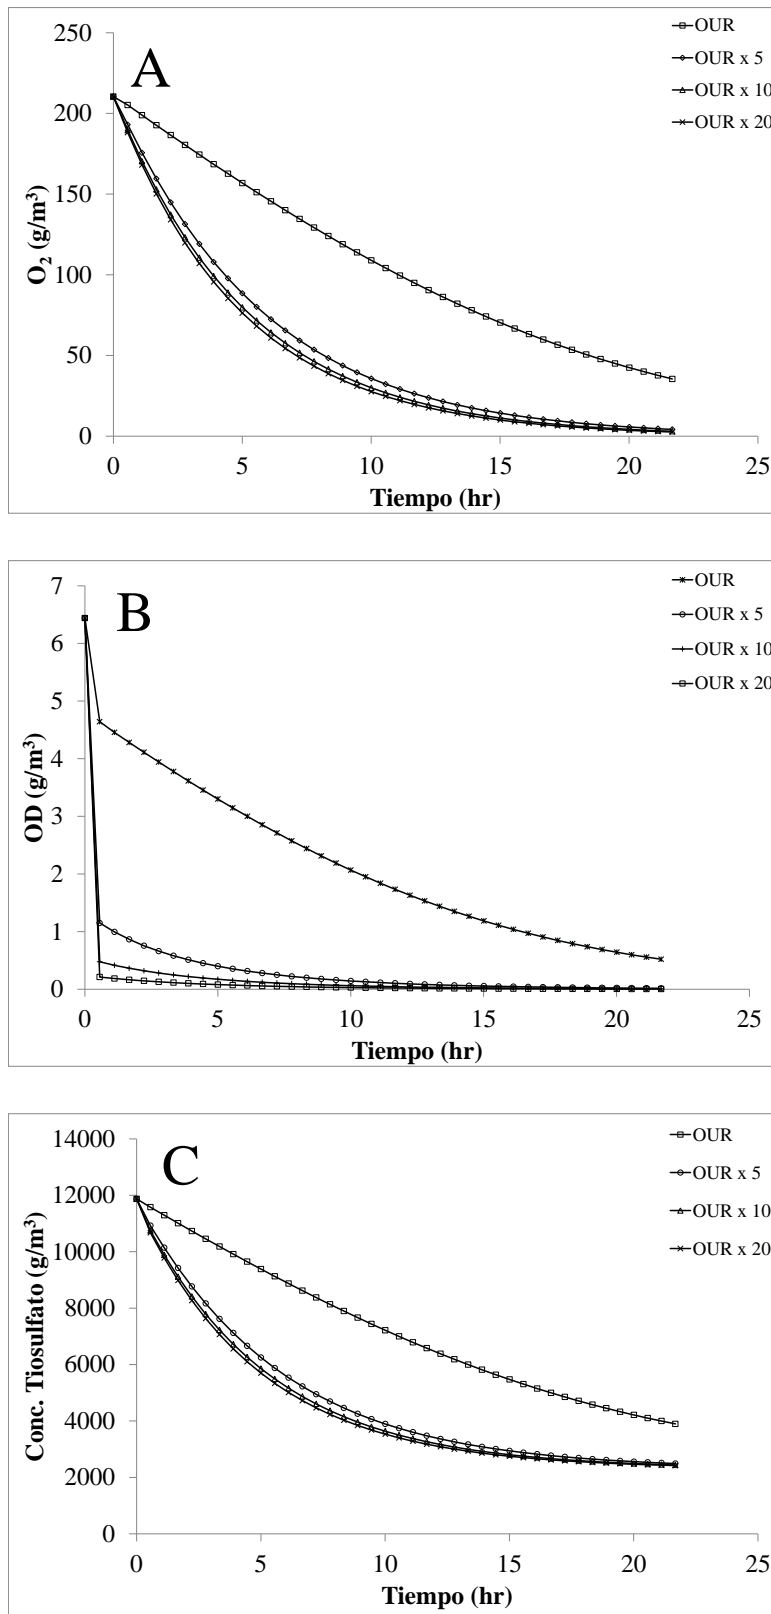 A
250
200
150
100
50
0
O₂ (g/m³)
0 5 10 15 20 25
Tiempo (hr)
OUR
OUR x 5
OUR x 10
OUR x 20
B
7
6
5
4
3
2
1
0
OD (g/m³)
0 5 10 15 20 25
Tiempo (hr)
OUR
OUR x 5
OUR x 10
OUR x 20
C
14000
12000
10000
8000
6000
4000
2000
0
Conc. Tiosulfato (g/m³)
0 5 10 15 20
Tiempo (hr)
OUR
OUR x 5
OUR x 10
OUR x 20